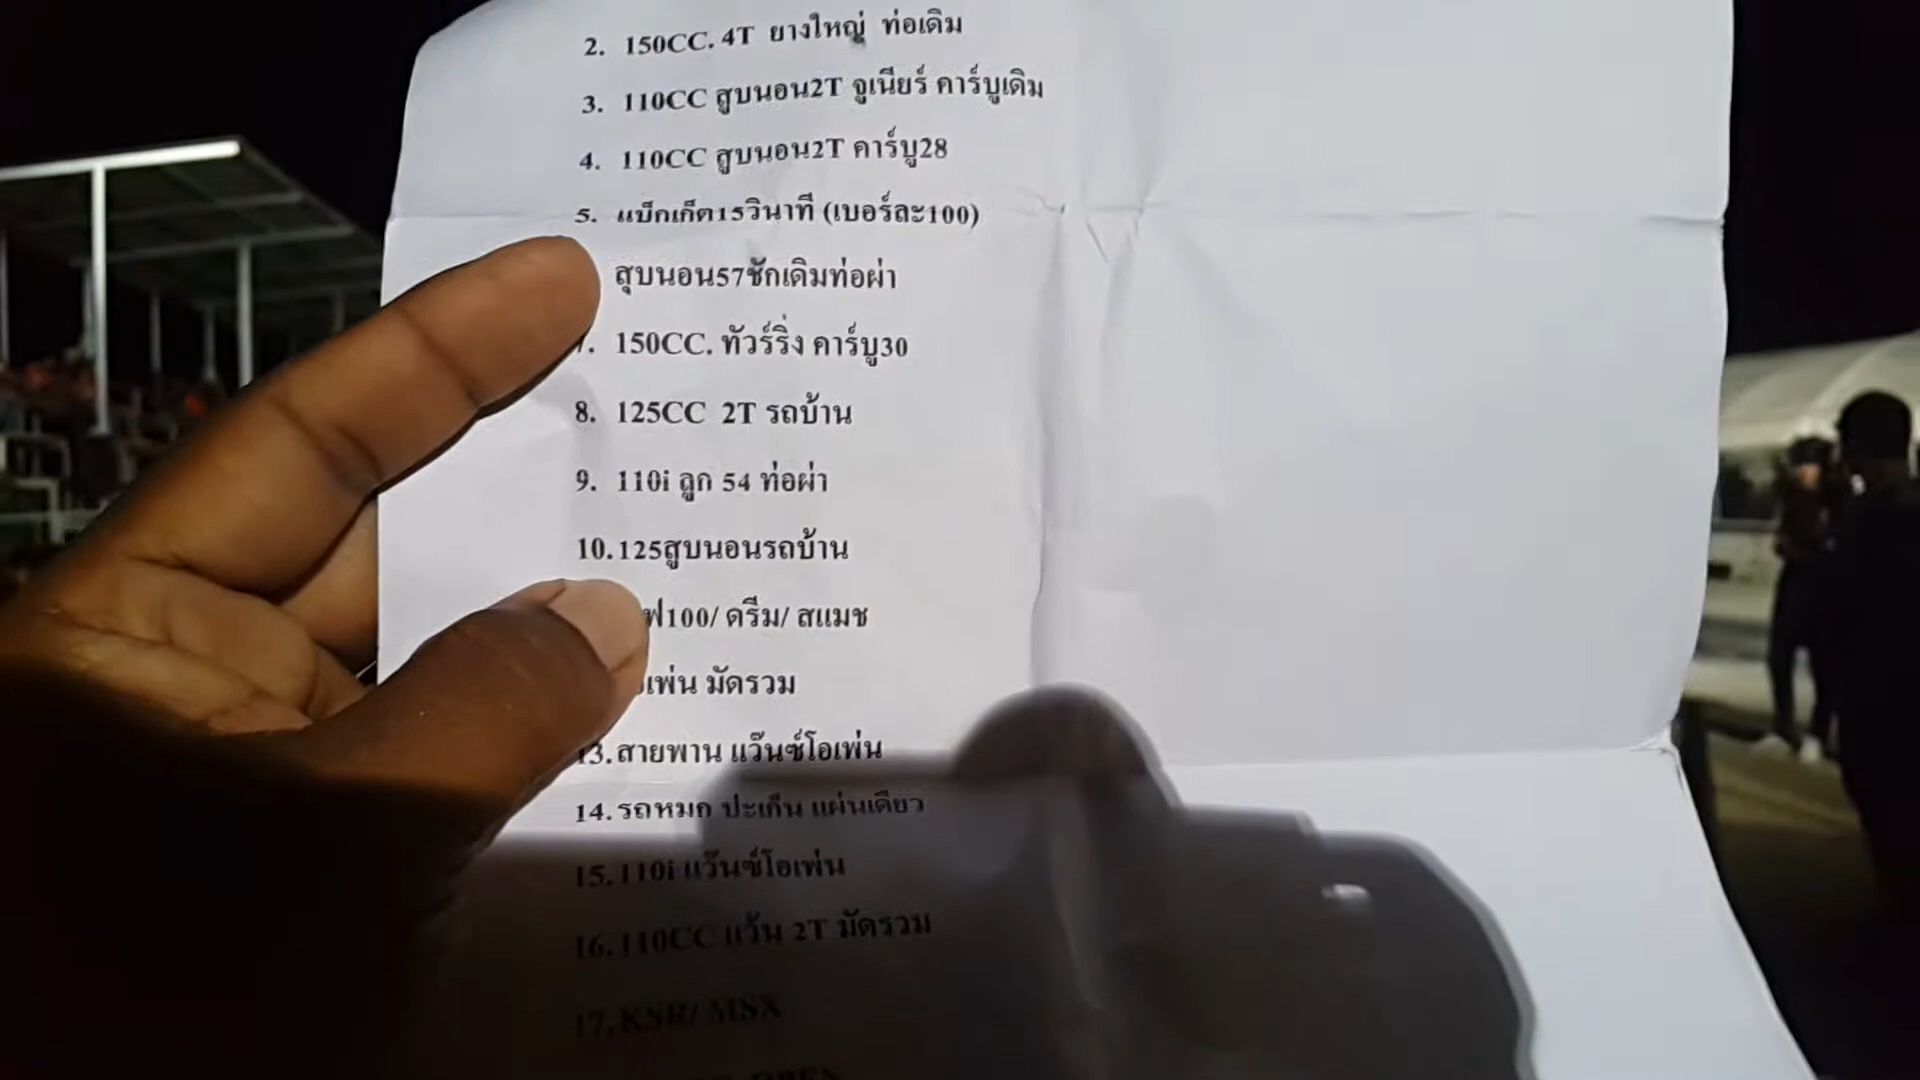 2. 150CC. 4T ยางใหญ่ ท่อเดิม
3. 110CC สูบนอน2T จูเนียร์ คาร์บูเดิม
4. 110CC สูบนอน2T คาร์บู28
5. แบ็กเก็ต15วินาที (เบอร์ละ100)
สูบนอน57ชักเดิมท่อผ่า
7. 150CC. ทัวร์ริ่ง คาร์บู30
8. 125CC 2T รถบ้าน
9. 110i ลูก 54 ท่อผ่า
10. 125สูบนอนรถบ้าน
ฟ100/ ดรีม/ สแมช
เพ่น มัดรวม
13. สายพาน แว๊นซ์โอเพ่น
14. รถหมก ปะเก็น แผ่นเดียว
15. 110i แว๊นซ์โอเพ่น
16. 110CC แว้น 2T มัดรวม
17. KSR/ MSX
OPEN